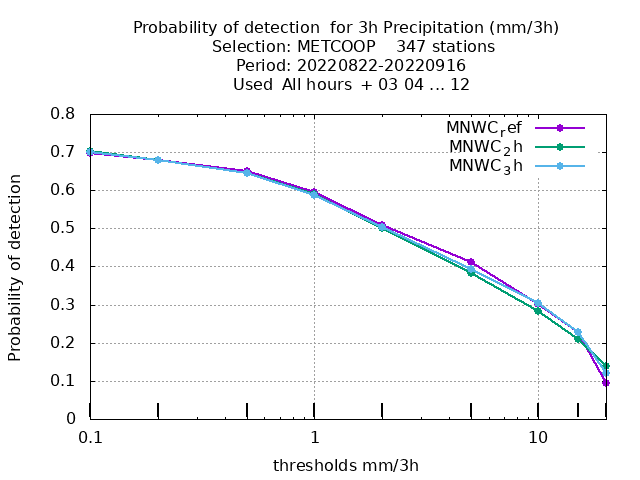 Probability of detection  for 3h Precipitation (mm/3h)
Selection: METCOOP    347 stations
Period: 20220822-20220916
Used  All hours  + 03 04 ... 12
MNWC_ref
MNWC_2h
MNWC_3h
Probability of detection
0.8
0.7
0.6
0.5
0.4
0.3
0.2
0.1
0
0.1 1 10
thresholds mm/3h